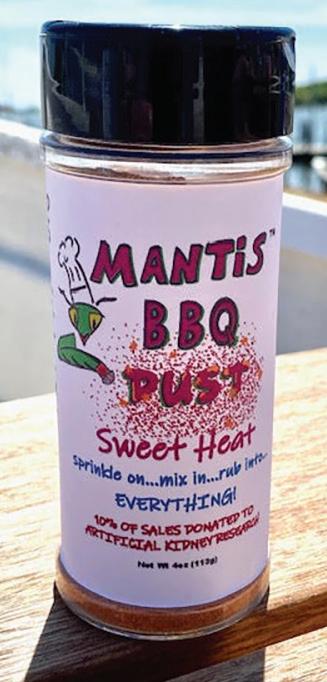 MANTiS™
BBQ
DUST
Sweet Heat
Sprinkle on...mix in...rub into...
EVERYTHING!
10% OF SALES DONATED TO
ARTIFICIAL KIDNEY RESEARCH
Net Wt 4oz (113g)